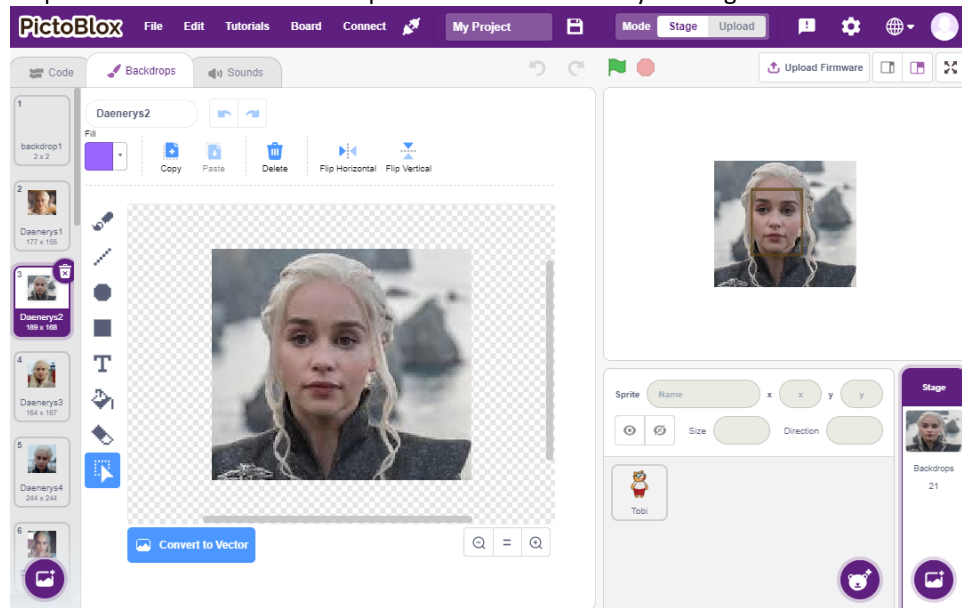 PictoBlox File Edit Tutorials Board Connect My Project Mode Stage Upload
Code Backdrops Sounds Upload Firmware
1
backdrop1
2 x 2
2
Daenerys1
177 x 155
3
Daenerys2
189 x 168
4
Daenerys3
164 x 167
5
Daenerys4
244 x 244
6
Daenerys2
Fill
Copy Paste Delete Flip Horizontal Flip Vertical
T
Convert to Vector
=
Sprite Name x x y y
Size Direction
Tobi
Stage
Backdrops
21